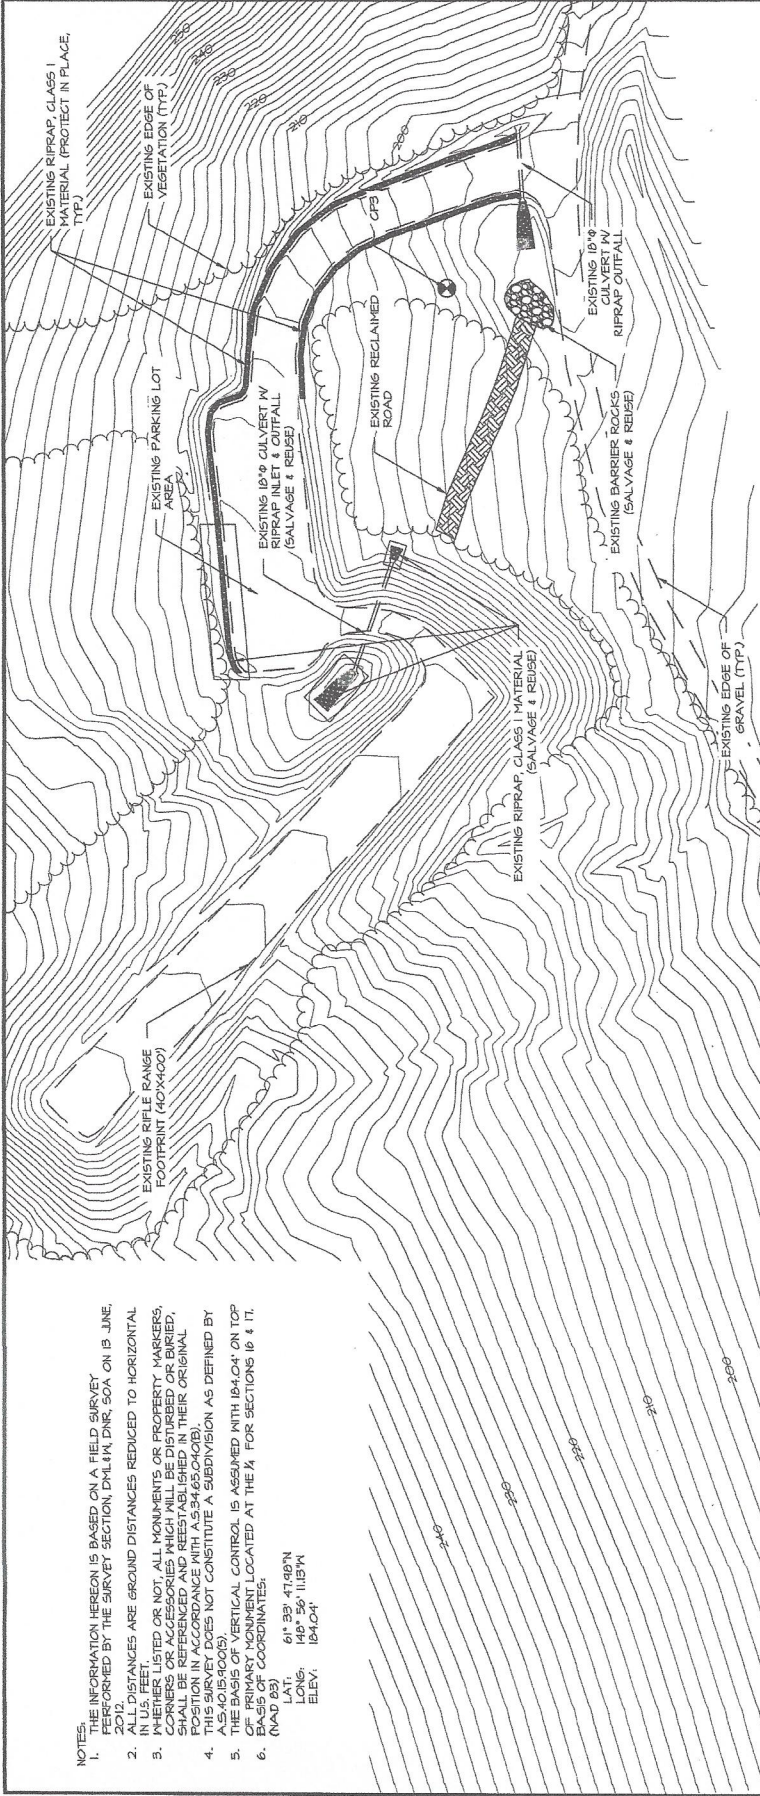 NOTES:
1. THE INFORMATION HEREON IS BASED ON A FIELD SURVEY
PERFORMED BY THE SURVEY SECTION, DML&W, DNR, SOA ON 13 JUNE,
2012.
2. ALL DISTANCES ARE GROUND DISTANCES REDUCED TO HORIZONTAL
IN U.S. FEET.
3. WHETHER LISTED OR NOT, ALL MONUMENTS OR PROPERTY MARKERS,
CORNERS OR ACCESSORIES WHICH WILL BE DISTURBED OR BURIED,
SHALL BE REFERENCED AND REESTABLISHED IN THEIR ORIGINAL
POSITION IN ACCORDANCE WITH A.S.34.65.040(B).
4. THIS SURVEY DOES NOT CONSTITUTE A SUBDIVISION AS DEFINED BY
A.S.40.15.900(5).
5. THE BASIS OF VERTICAL CONTROL IS ASSUMED WITH 184.04' ON TOP
OF PRIMARY MONUMENT LOCATED AT THE ¼ FOR SECTIONS 16 & 17.
6. BASIS OF COORDINATES:
(NAD 83)
LAT: 61° 33' 47.98"N
LONG: 148° 56' 11.13"W
ELEV: 184.04'
EXISTING RIFLE RANGE
FOOTPRINT (40'X400')
EXISTING PARKING LOT
AREA
EXISTING RIPRAP, CLASS I
MATERIAL (PROTECT IN PLACE,
TYP.)
EXISTING EDGE OF
VEGETATION (TYP.)
EXISTING 18"Φ CULVERT W/
RIPRAP INLET & OUTFALL
(SALVAGE & REUSE)
EXISTING RECLAIMED
ROAD
CP3
EXISTING RIPRAP, CLASS I MATERIAL
(SALVAGE & REUSE)
EXISTING BARRIER ROCKS
(SALVAGE & REUSE)
EXISTING 18"Φ
CULVERT W/
RIPRAP OUTFALL
EXISTING EDGE OF
GRAVEL (TYP.)
250
240
230
220
210
200
240
230
220
210
200